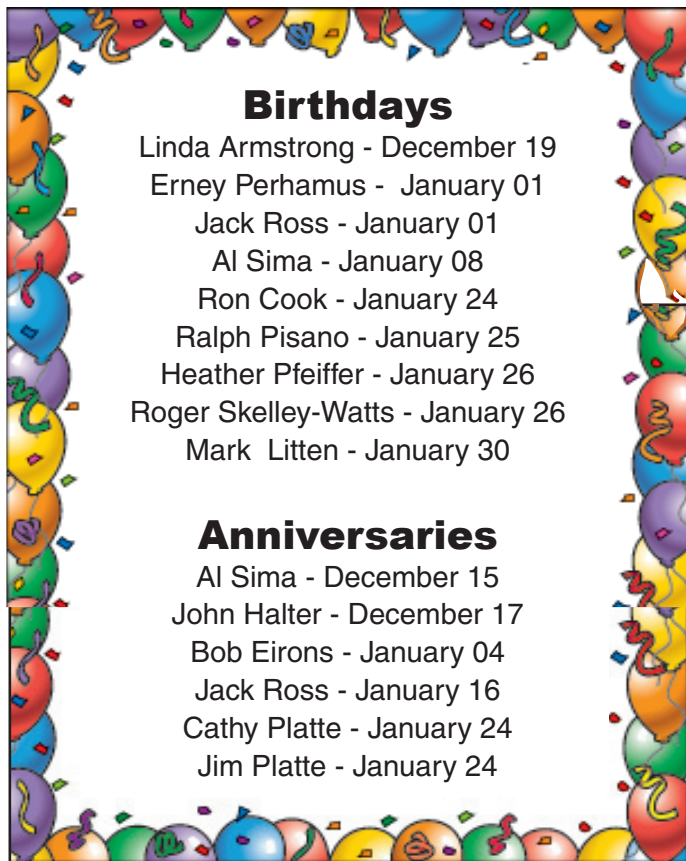 Birthdays
Linda Armstrong - December 19
Erney Perhamus -  January 01
Jack Ross - January 01
Al Sima - January 08
Ron Cook - January 24
Ralph Pisano - January 25
Heather Pfeiffer - January 26
Roger Skelley-Watts - January 26
Mark  Litten - January 30
Anniversaries
Al Sima - December 15
John Halter - December 17
Bob Eirons - January 04
Jack Ross - January 16
Cathy Platte - January 24
Jim Platte - January 24